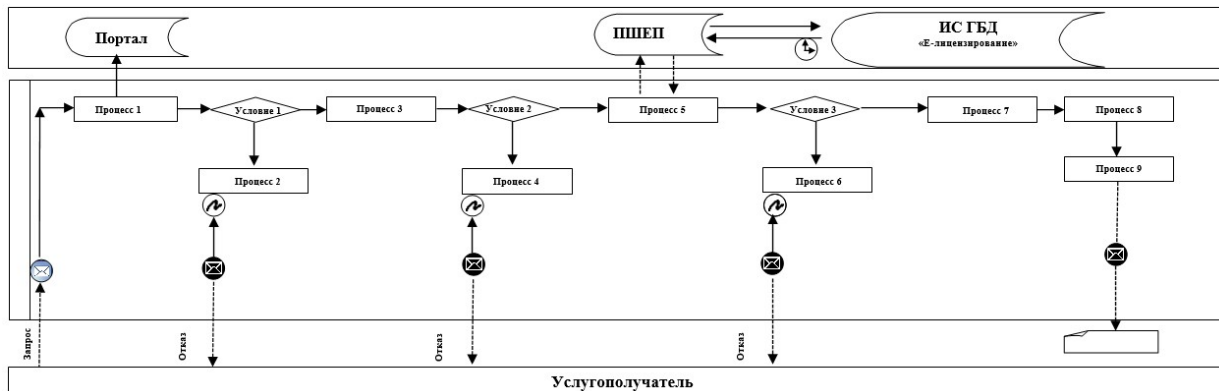 Портал
ПШЕП
ИС ГБД
«Е-лицензирование»
Процесс 1
Условие 1
Процесс 3
Условие 2
Процесс 5
Условие 3
Процесс 7
Процесс 8
Процесс 2
Процесс 4
Процесс 6
Процесс 9
Запрос
Отказ
Отказ
Отказ
Услугополучатель